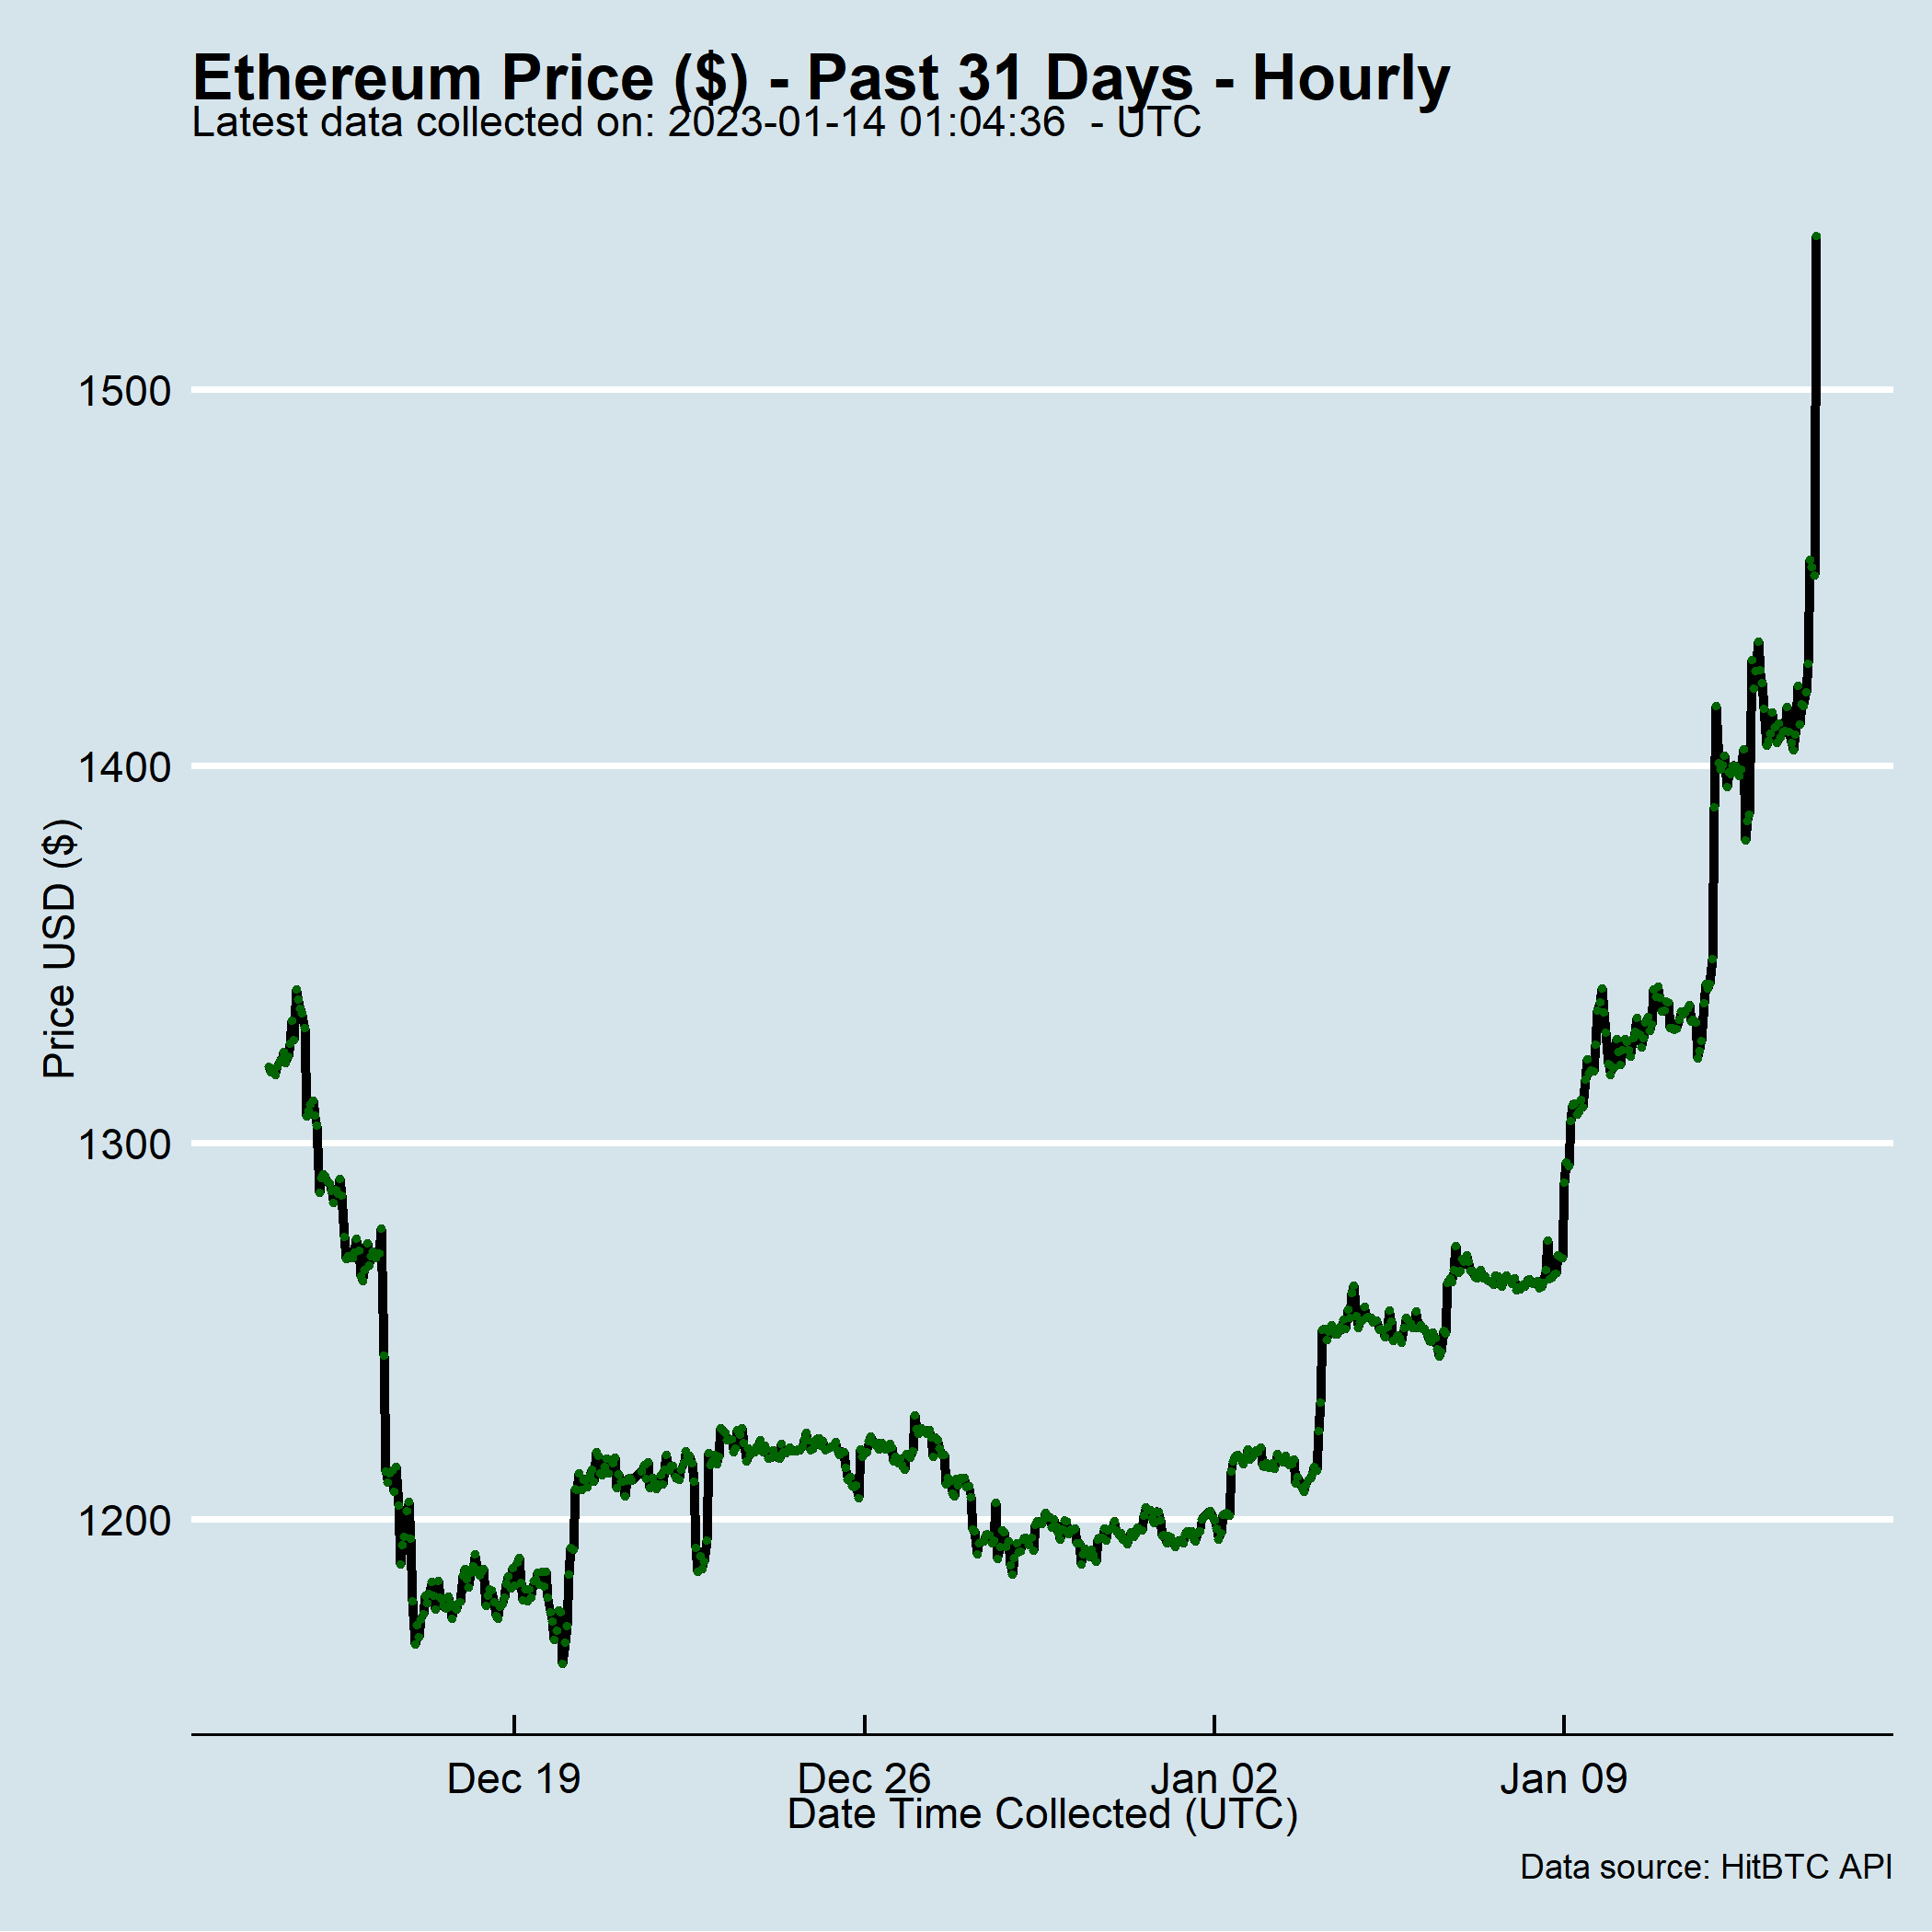 Ethereum Price ($) - Past 31 Days - Hourly
Latest data collected on: 2023-01-14 01:04:36  - UTC
1500
1400
1300
1200
Price USD ($)
Dec 19 Dec 26 Jan 02 Jan 09
Date Time Collected (UTC)
Data source: HitBTC API